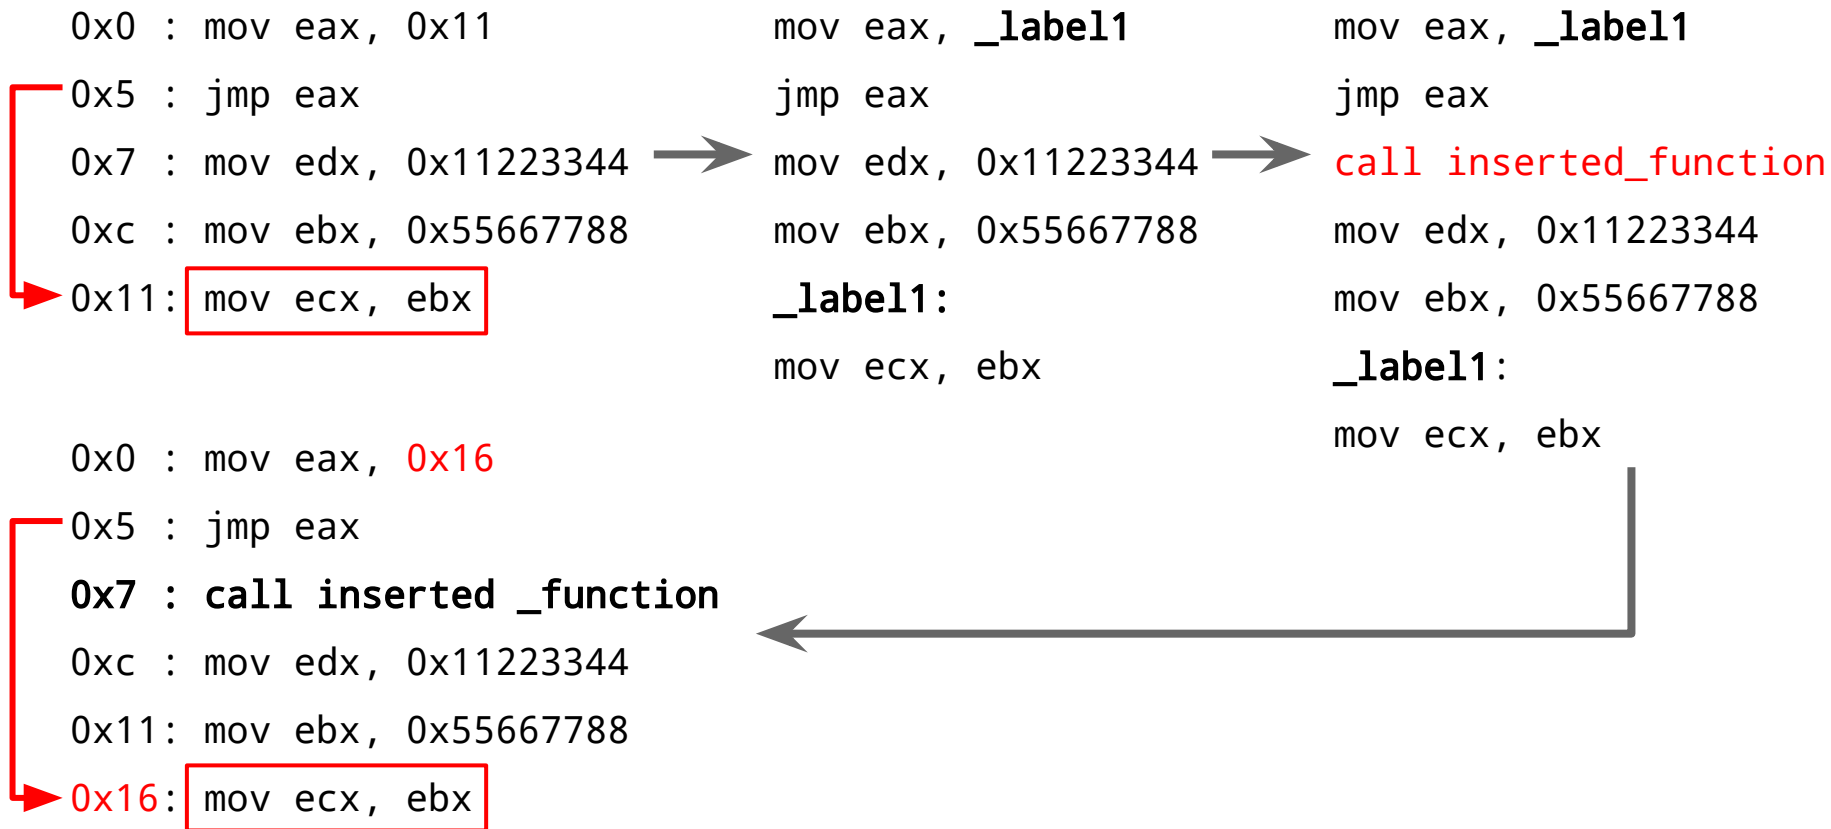 0x0 : mov eax, 0x11
0x5 : jmp eax
0x7 : mov edx, 0x11223344
0xc : mov ebx, 0x55667788
0x11: mov ecx, ebx
mov eax, _label1
jmp eax
mov edx, 0x11223344
mov ebx, 0x55667788
_label1:
mov ecx, ebx
mov eax, _label1
jmp eax
call inserted_function
mov edx, 0x11223344
mov ebx, 0x55667788
_label1:
mov ecx, ebx
0x0 : mov eax, 0x16
0x5 : jmp eax
0x7 : call inserted _function
0xc : mov edx, 0x11223344
0x11: mov ebx, 0x55667788
0x16: mov ecx, ebx